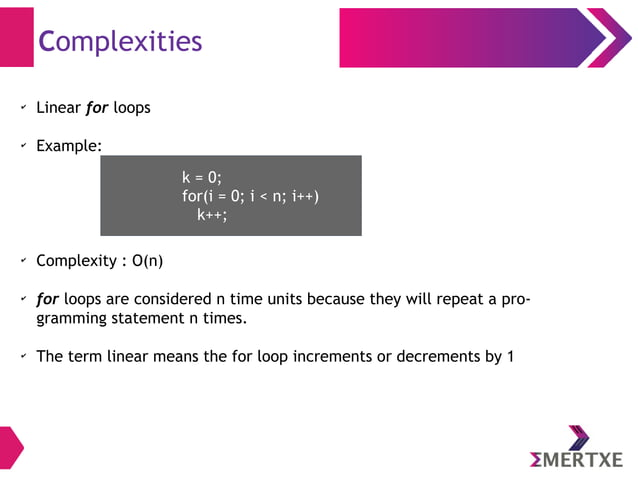 Complexities
✔ Linear for loops
✔ Example:
k = 0;
for(i = 0; i < n; i++)
k++;
✔ Complexity : O(n)
✔ for loops are considered n time units because they will repeat a pro-
gramming statement n times.
✔ The term linear means the for loop increments or decrements by 1
EMERTXE